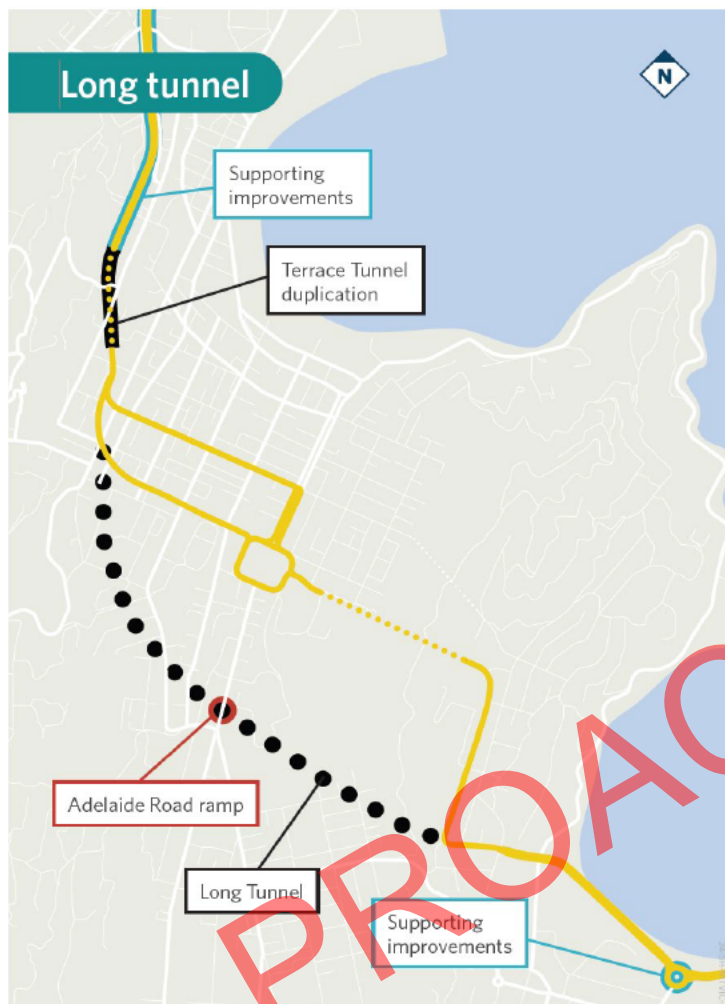 Long tunnel
N
Supporting
improvements
Terrace Tunnel
duplication
Adelaide Road ramp
Long Tunnel
Supporting
improvements
PROAC